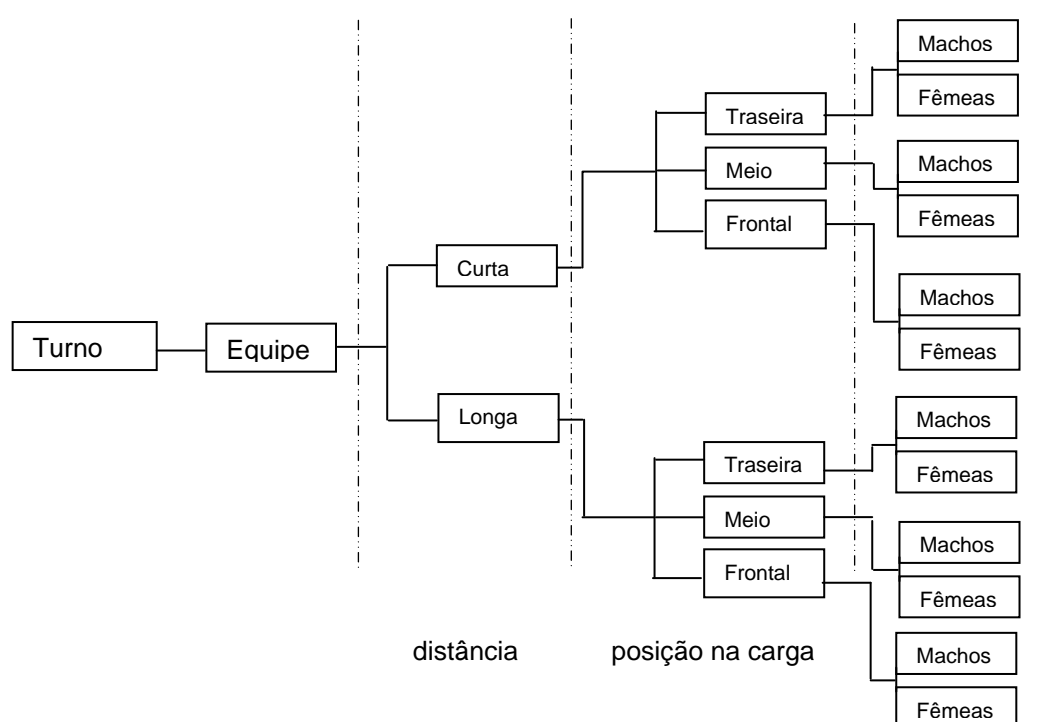 Turno
Equipe
Curta
Longa
Traseira
Meio
Frontal
Traseira
Meio
Frontal
Machos
Fêmeas
Machos
Fêmeas
Machos
Fêmeas
Machos
Fêmeas
Machos
Fêmeas
Machos
Fêmeas
distância
posição na carga